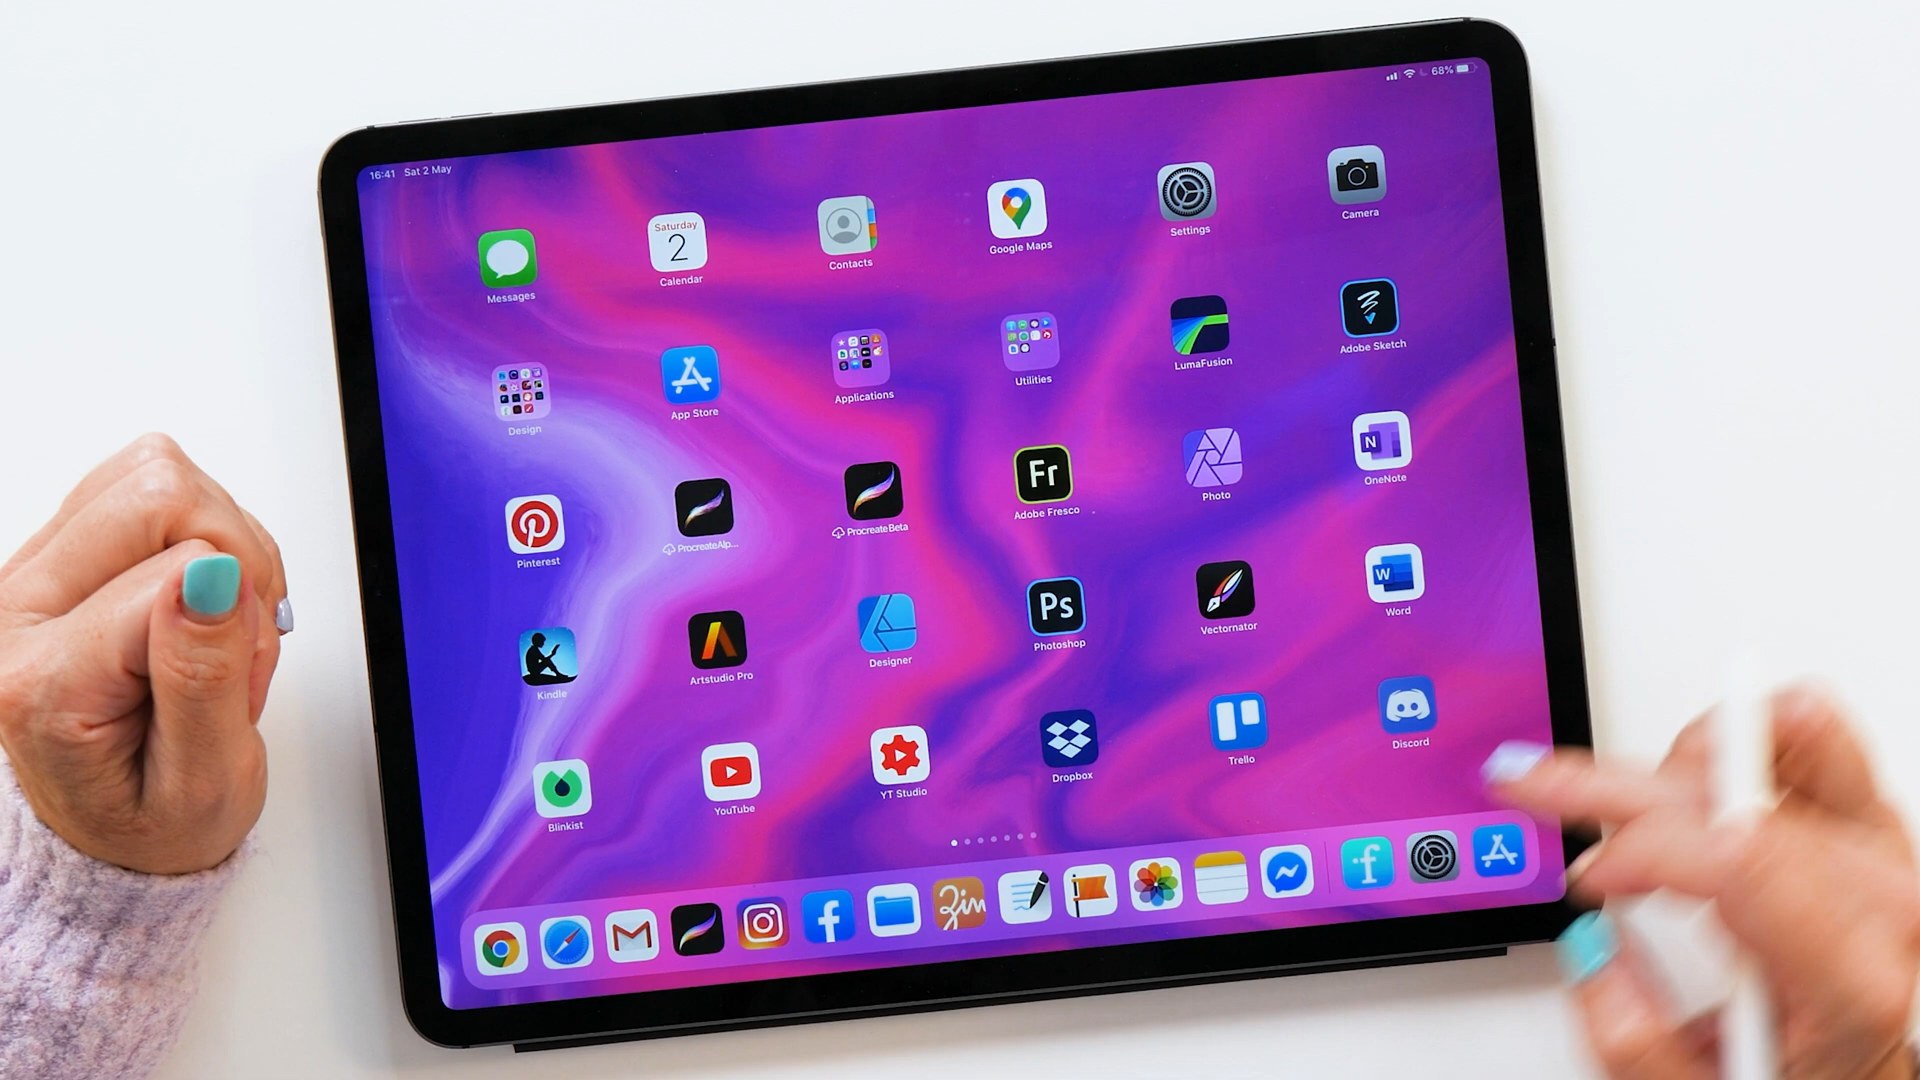 16:41 Sat 2 May
68%
Messages
Saturday
2
Calendar
Contacts
Google Maps
Settings
Camera
Design
App Store
Applications
Utilities
LumaFusion
Adobe Sketch
Pinterest
ProcreateAlp...
ProcreateBeta
Fr
Adobe Fresco
Photo
N
OneNote
Kindle
Artstudio Pro
Designer
Ps
Photoshop
Vectornator
W
Word
Blinkist
YouTube
YT Studio
Dropbox
Trello
Discord
f
Zin
f